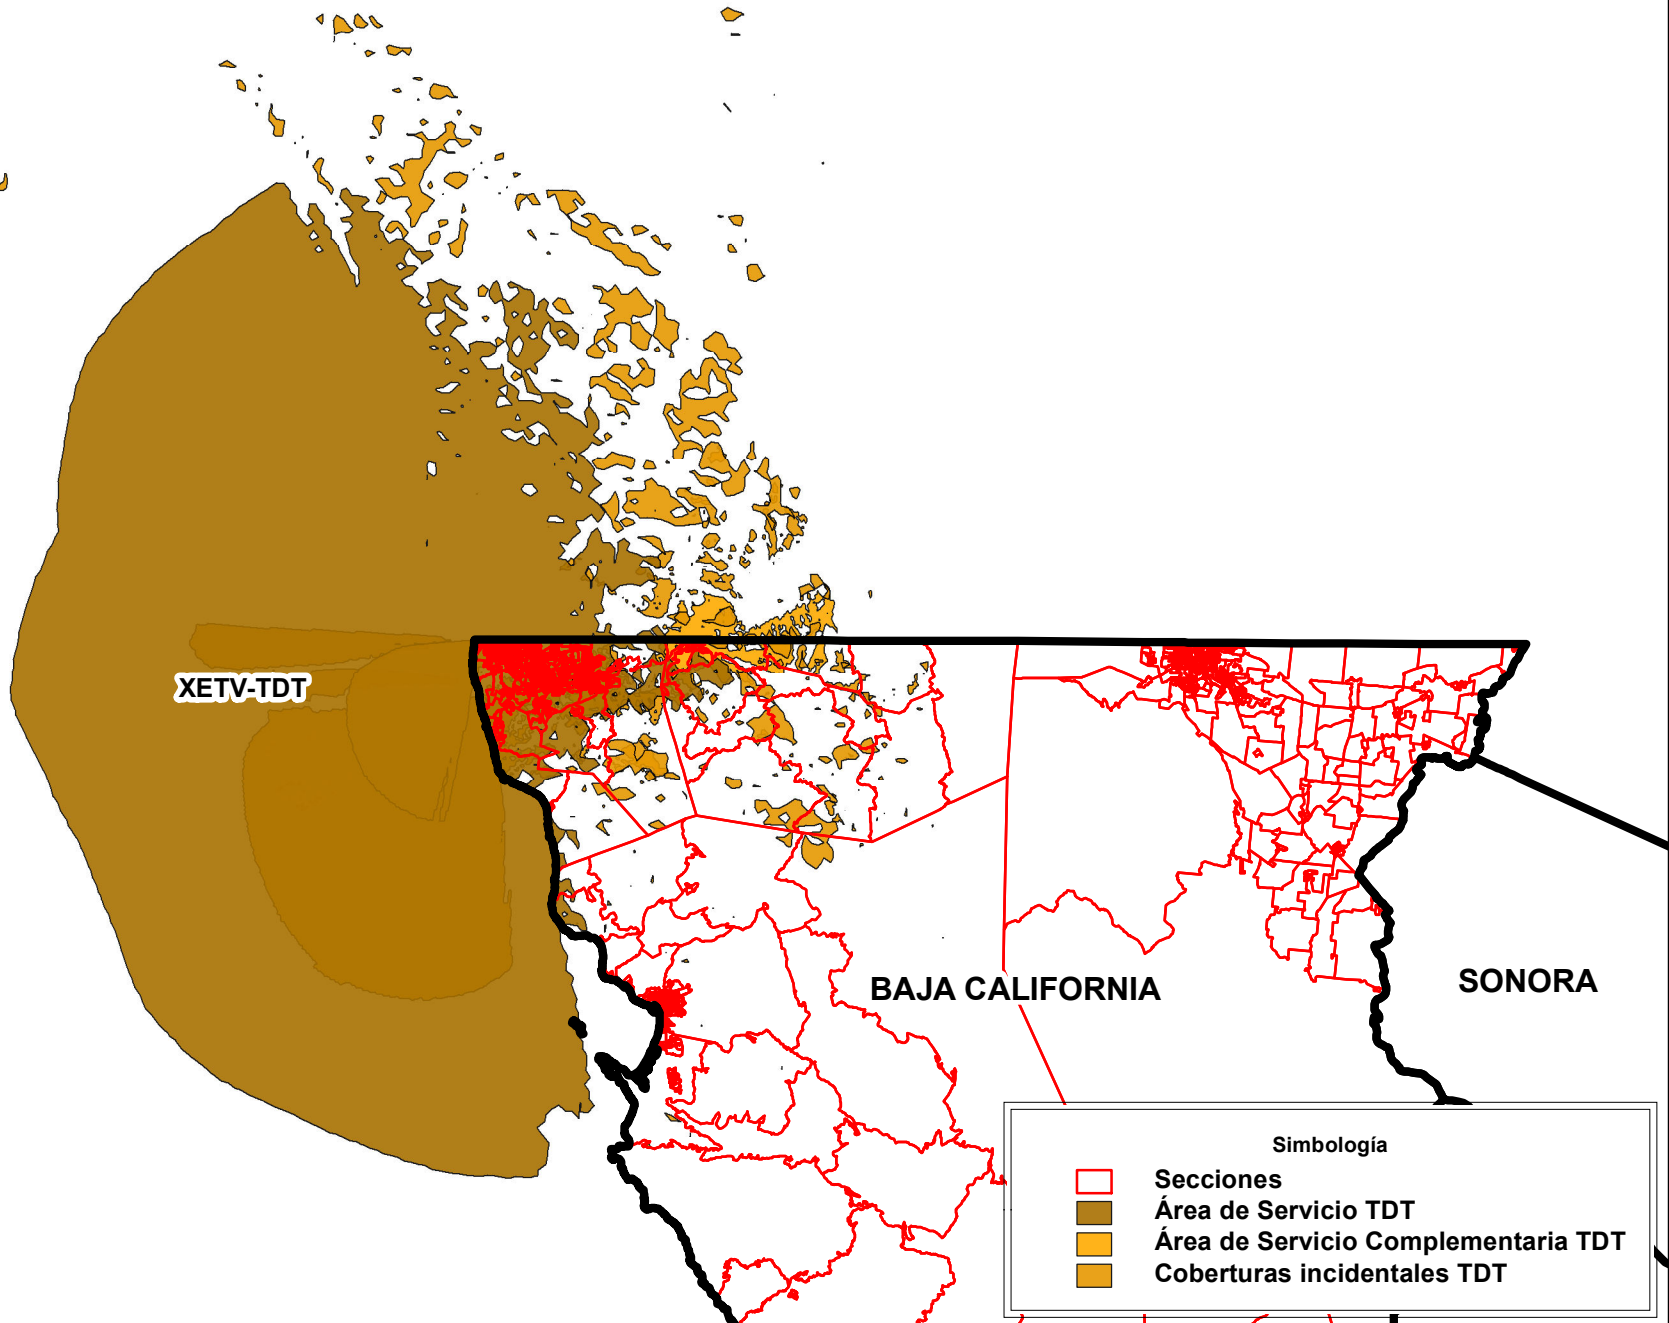 XETV-TDT
BAJA CALIFORNIA
SONORA
Simbología
Secciones
Área de Servicio TDT
Área de Servicio Complementaria TDT
Coberturas incidentales TDT